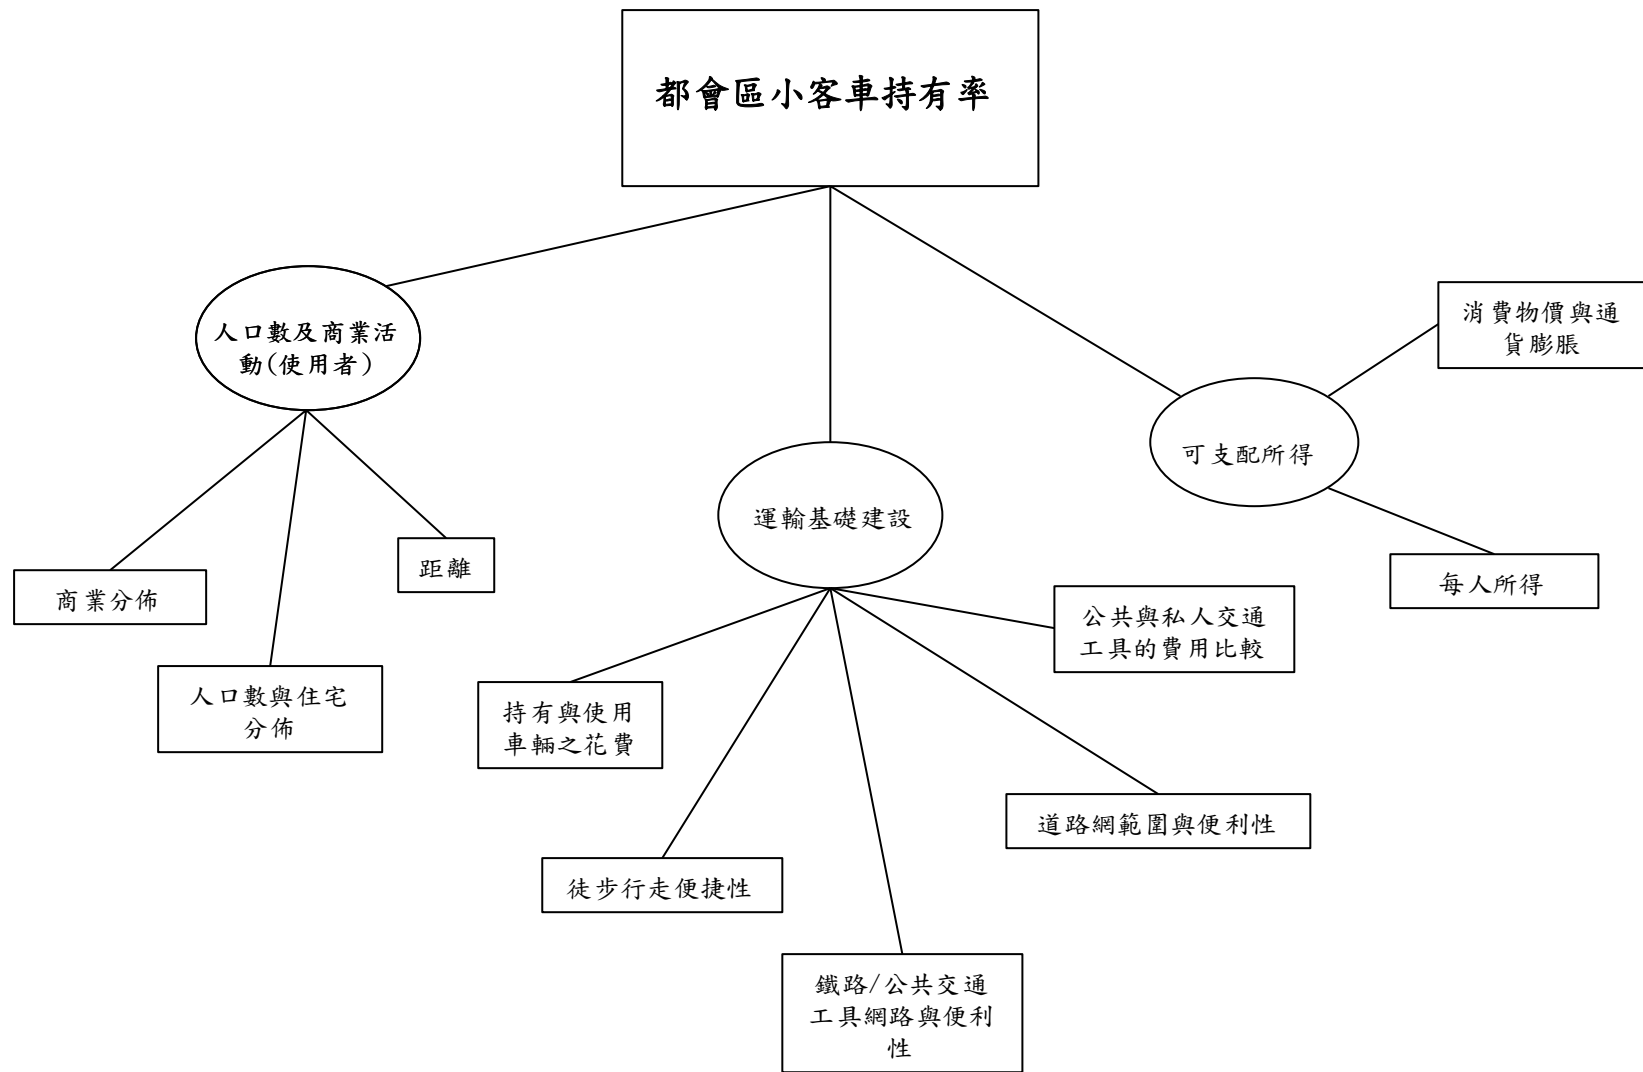 都會區小客車持有率
人口數及商業活
動(使用者)
消費物價與通
貨膨脹
可支配所得
運輸基礎建設
距離
商業分佈
每人所得
公共與私人交通
工具的費用比較
人口數與住宅
分佈
持有與使用
車輛之花費
道路網範圍與便利性
徒步行走便捷性
鐵路/公共交通
工具網路與便利
性